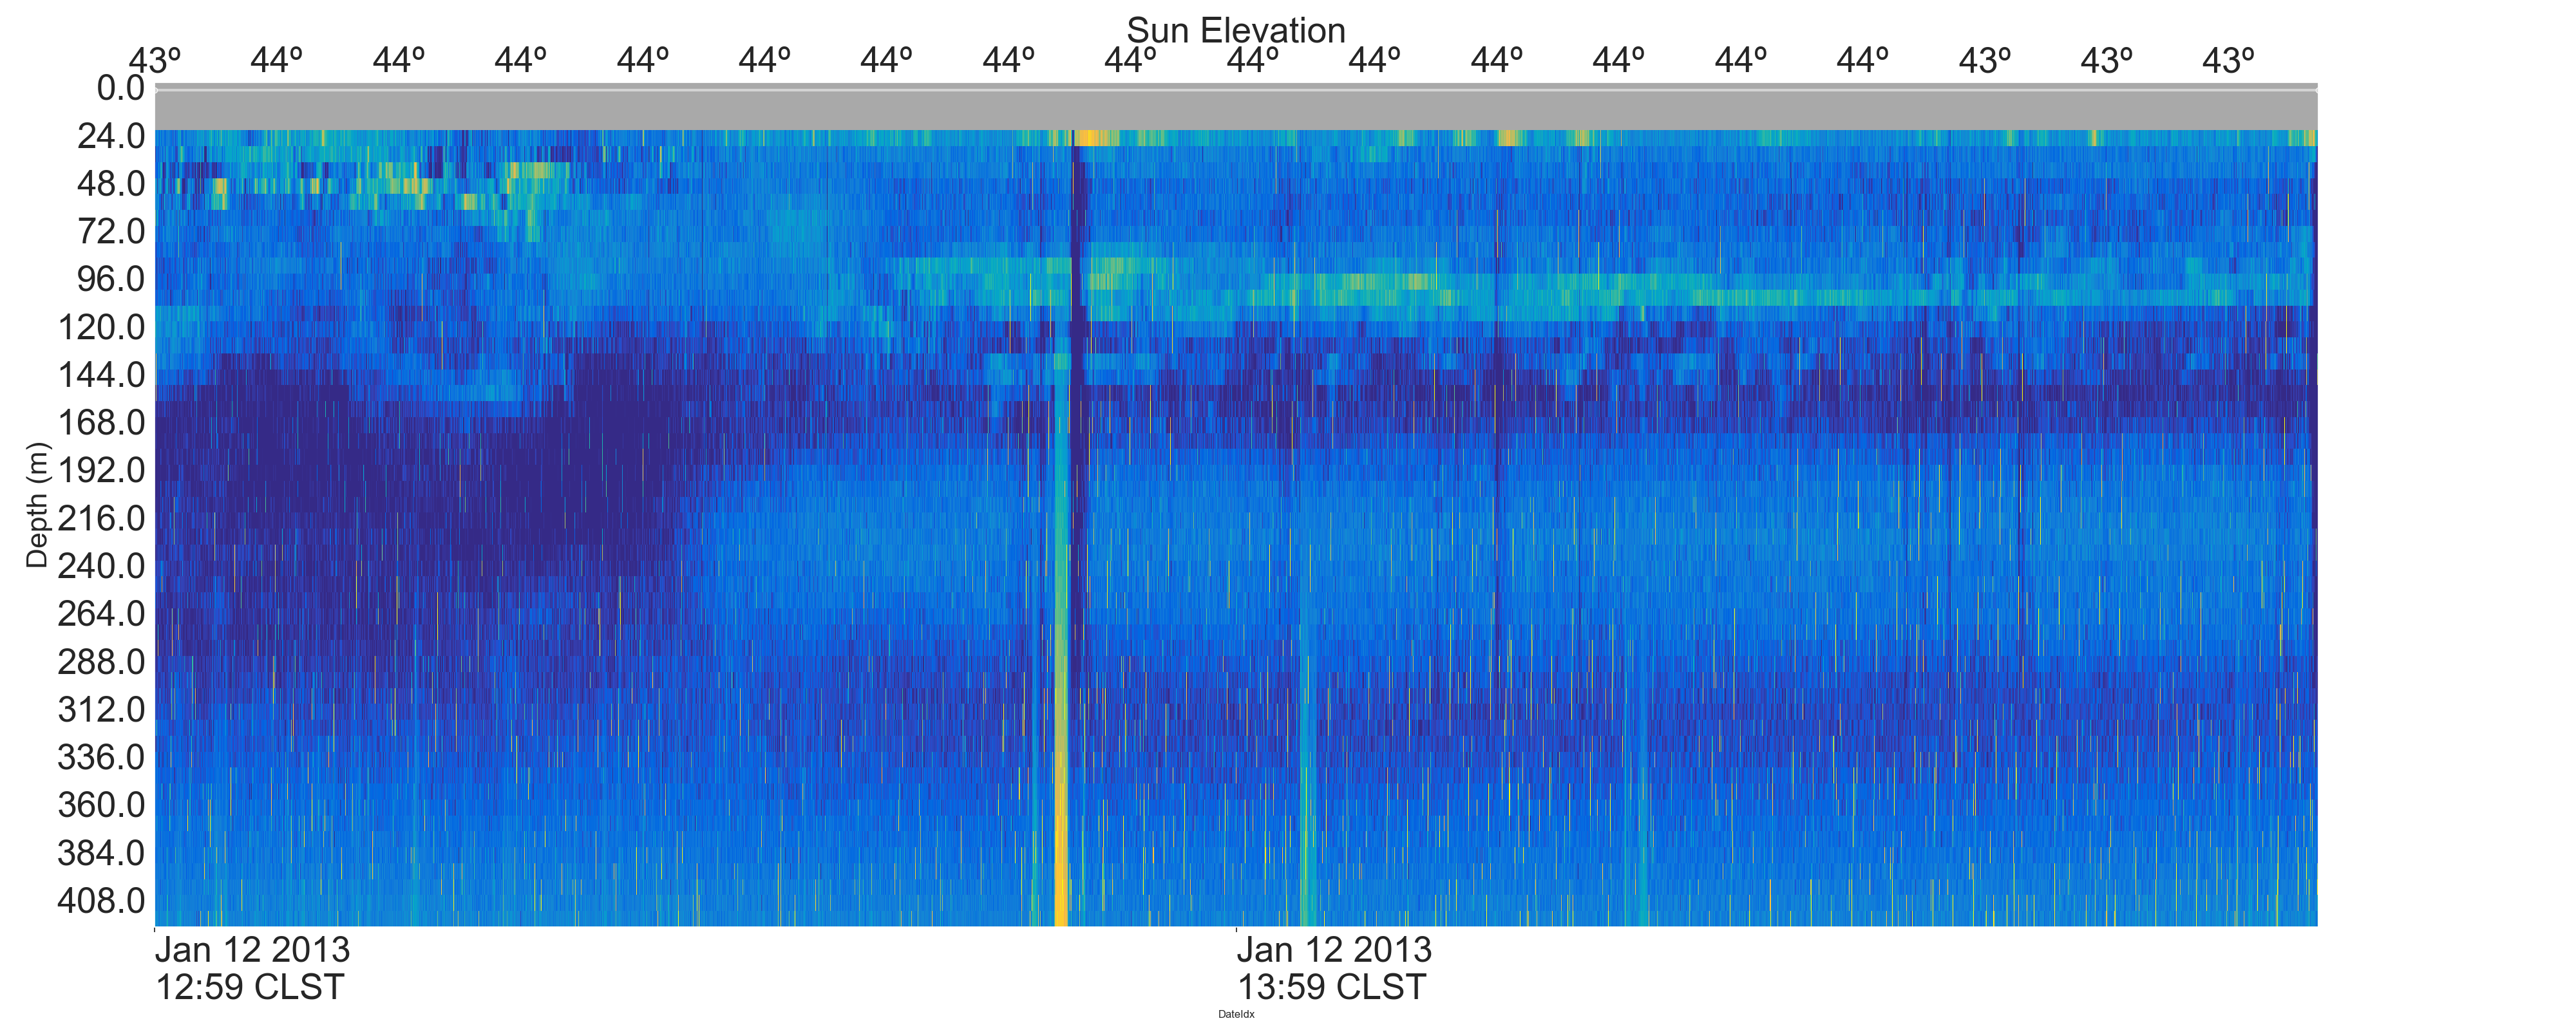 Sun Elevation
43º 44º 44º 44º 44º 44º 44º 44º 44º 44º 44º 44º 44º 44º 44º 43º 43º 43º
0.0
24.0
48.0
72.0
96.0
120.0
144.0
168.0
192.0
216.0
240.0
264.0
288.0
312.0
336.0
360.0
384.0
408.0
Depth (m)
Jan 12 2013
12:59 CLST
Jan 12 2013
13:59 CLST
DateIdx